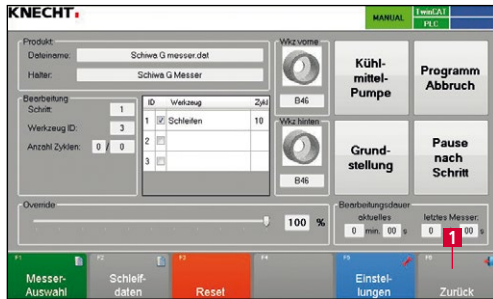 KNECHT.
MANUAL
TwinCAT
PLC
Produkt
Dateiname:
Schiwa G messer.dat
Halter:
Schiwa G Messer
Wkz vorne
B46
Wkz hinten
B46
Kühl-
mittel-
Pumpe
Programm
Abbruch
Grund-
stellung
Pause
nach
Schritt
Bearbeitung
Schritt:
1
Werkzeug ID:
3
Anzahl Zyklen:
0 / 0
ID Werkzeug Zykl
1 Schleifen 10
2
3
Override
100 %
Bearbeitungsdauer
aktuelles
letztes Messer:
0 min. 00 s
0 00 s
1
F1
Messer-
Auswahl
F2
Schleif-
daten
F3
Reset
F4
F5
Einstel-
lungen
F6
Zurück